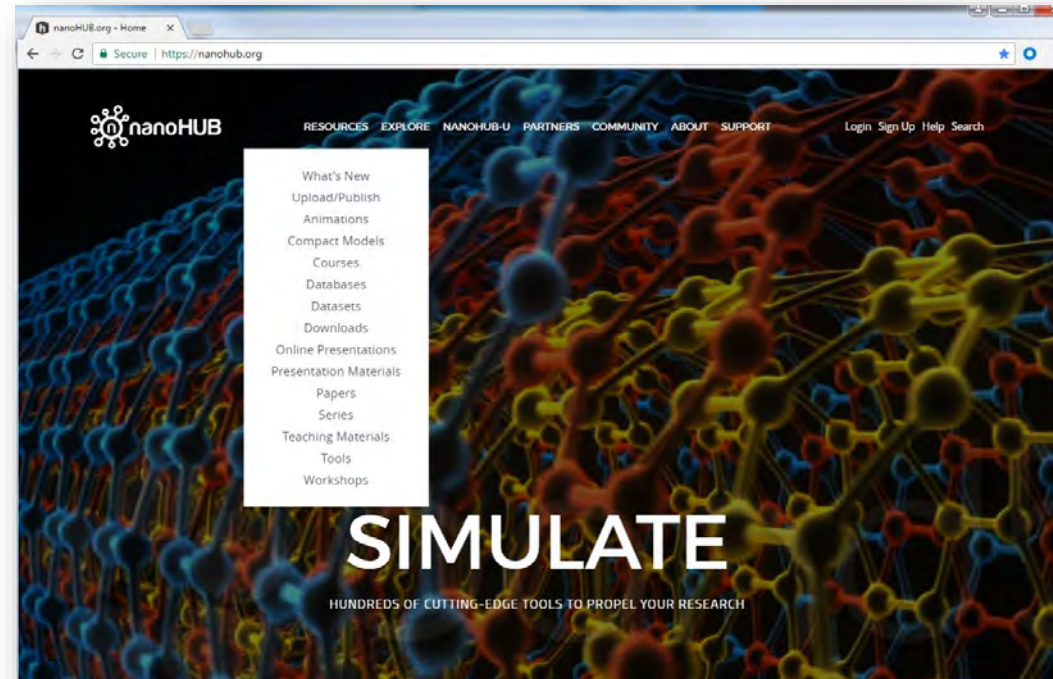 nanoHUB.org - Home
Secure https://nanohub.org
nanoHUB
RESOURCES EXPLORE NANOHUB-U PARTNERS COMMUNITY ABOUT SUPPORT Login Sign Up Help Search
What's New
Upload/Publish
Animations
Compact Models
Courses
Databases
Datasets
Downloads
Online Presentations
Presentation Materials
Papers
Series
Teaching Materials
Tools
Workshops
SIMULATE
HUNDREDS OF CUTTING-EDGE TOOLS TO PROPEL YOUR RESEARCH